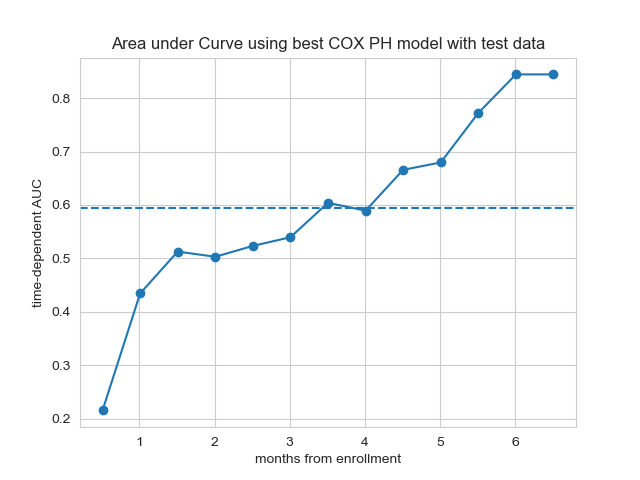 Area under Curve using best COX PH model with test data
time-dependent AUC
0.8
0.7
0.6
0.5
0.4
0.3
0.2
1 2 3 4 5 6
months from enrollment